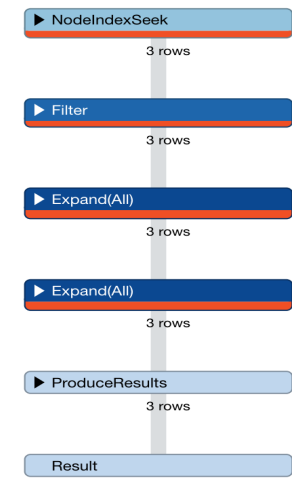 NodeIndexSeek
3 rows
Filter
3 rows
Expand(All)
3 rows
Expand(All)
3 rows
ProduceResults
3 rows
Result